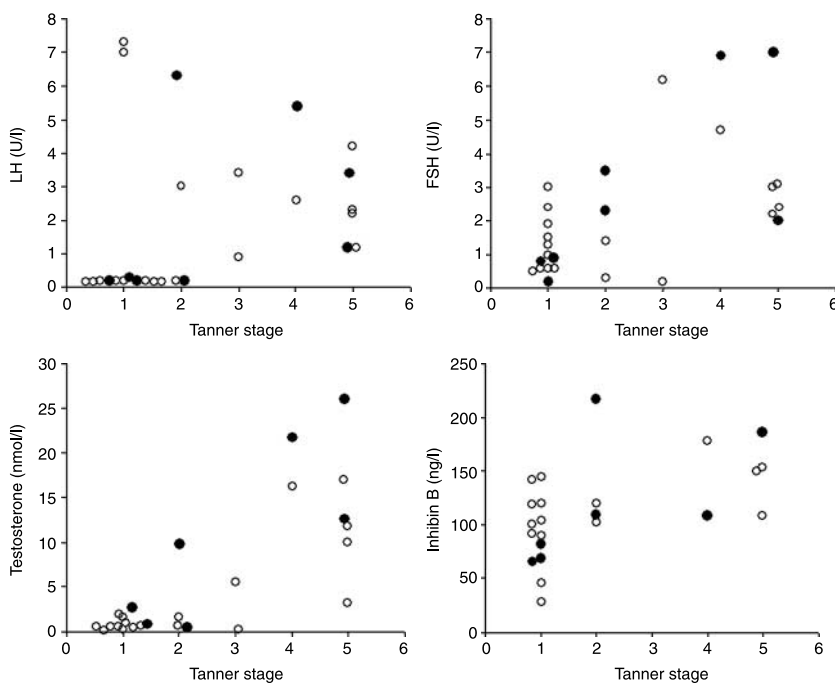 8
7
6
5
4
3
2
1
0
LH (U/l)
0 1 2 3 4 5 6
Tanner stage
8
7
6
5
4
3
2
1
0
FSH (U/l)
0 1 2 3 4 5 6
Tanner stage
30
25
20
15
10
5
0
Testosterone (nmol/l)
0 1 2 3 4 5 6
Tanner stage
250
200
150
100
50
0
Inhibin B (ng/l)
0 1 2 3 4 5 6
Tanner stage